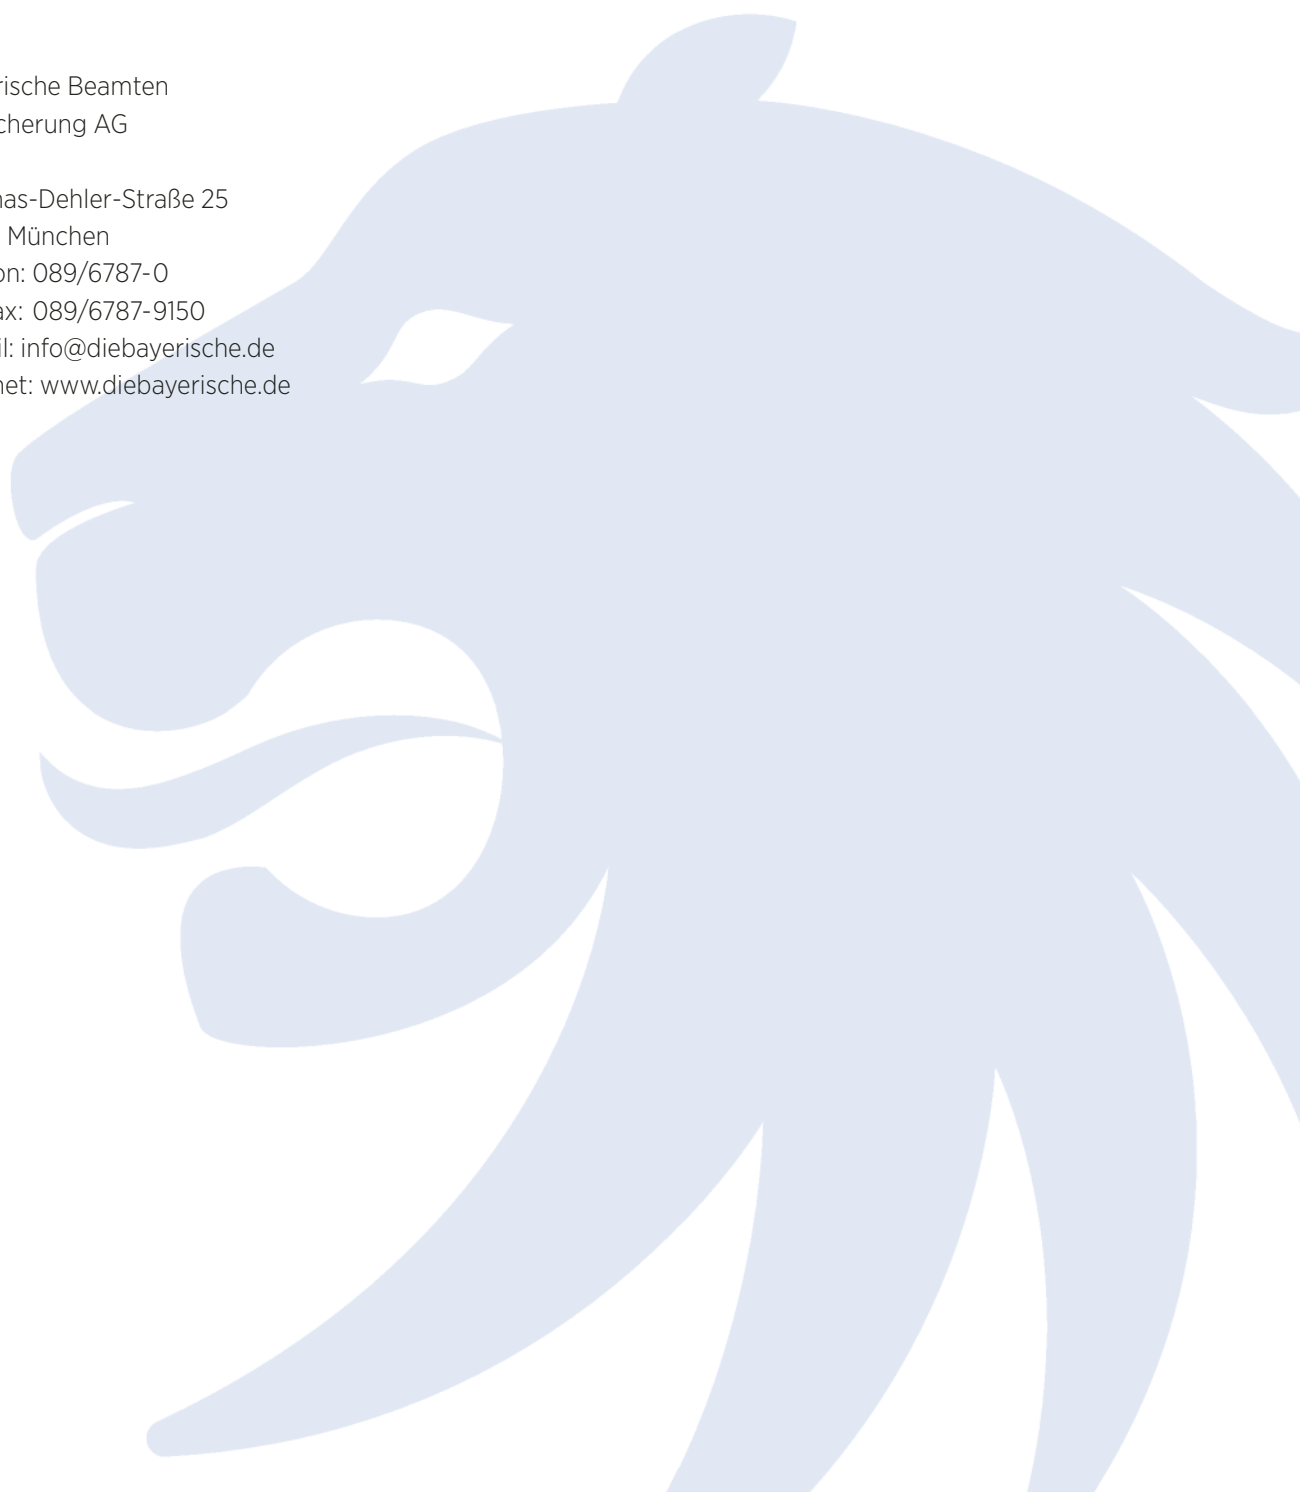 rische Beamten
cherung AG
nas-Dehler-Straße 25
München
on: 089/6787-0
ax: 089/6787-9150
il: info@diebayerische.de
net: www.diebayerische.de